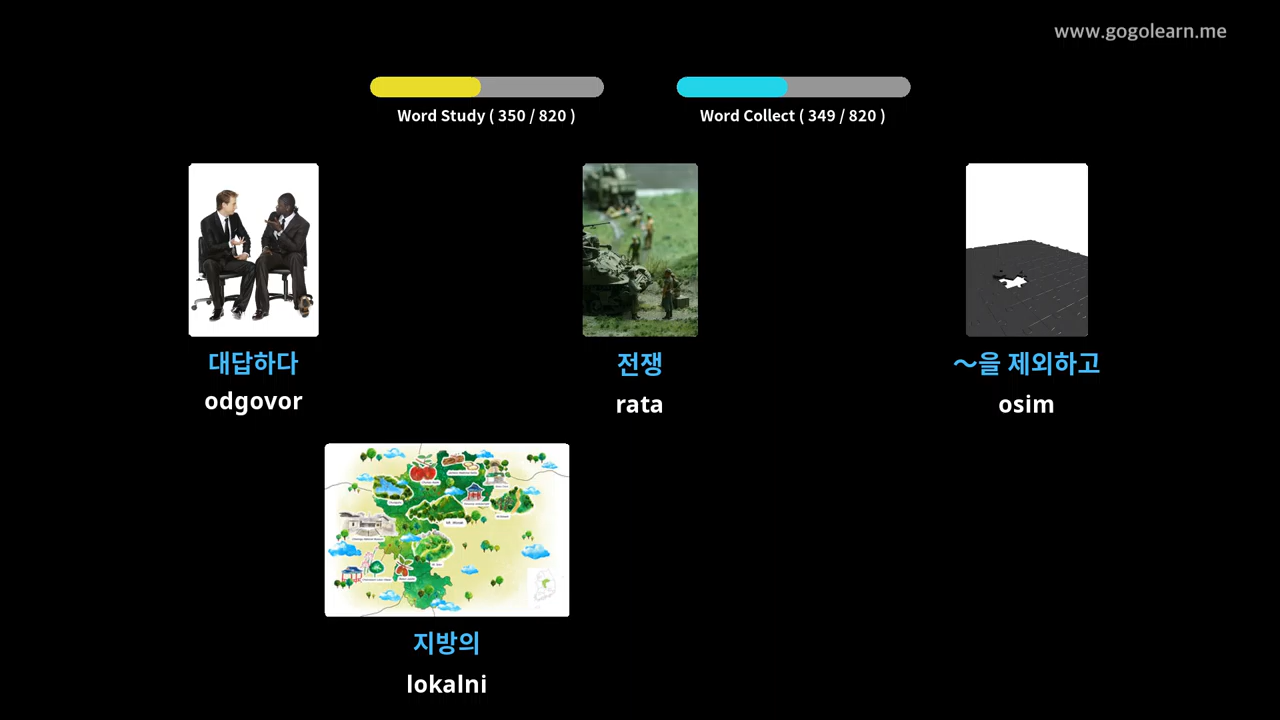 www.gogolearn.me
Word Study ( 350 / 820 )
Word Collect ( 349 / 820 )
대답하다
전쟁
～을 제외하고
odgovor
rata
osim
지방의
lokalni